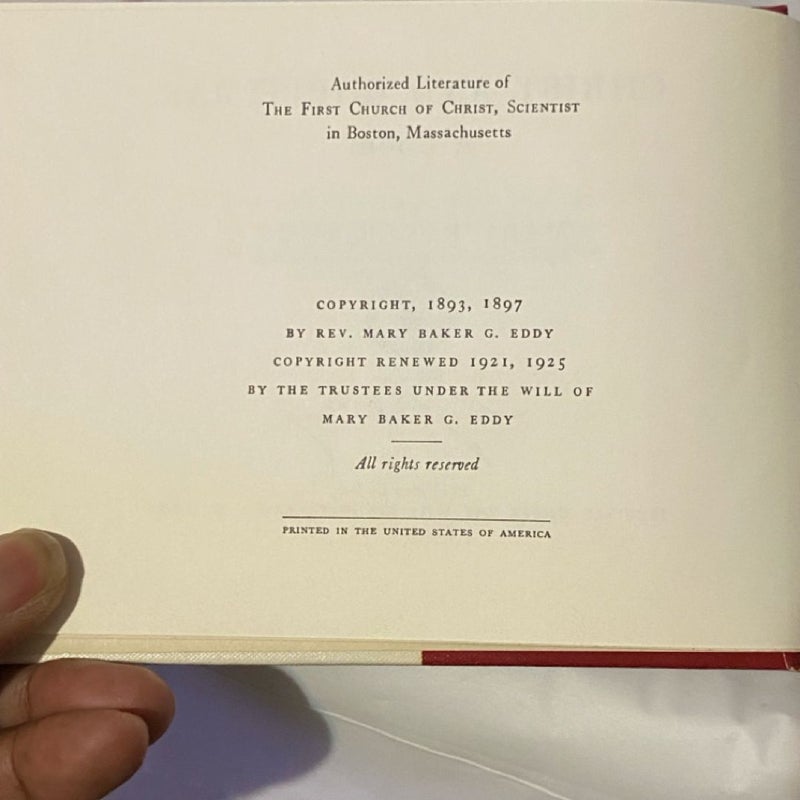 Authorized Literature of
THE FIRST CHURCH OF CHRIST, SCIENTIST
in Boston, Massachusetts
COPYRIGHT, 1893, 1897
BY REV. MARY BAKER G. EDDY
COPYRIGHT RENEWED 1921, 1925
BY THE TRUSTEES UNDER THE WILL OF
MARY BAKER G. EDDY
All rights reserved
PRINTED IN THE UNITED STATES OF AMERICA